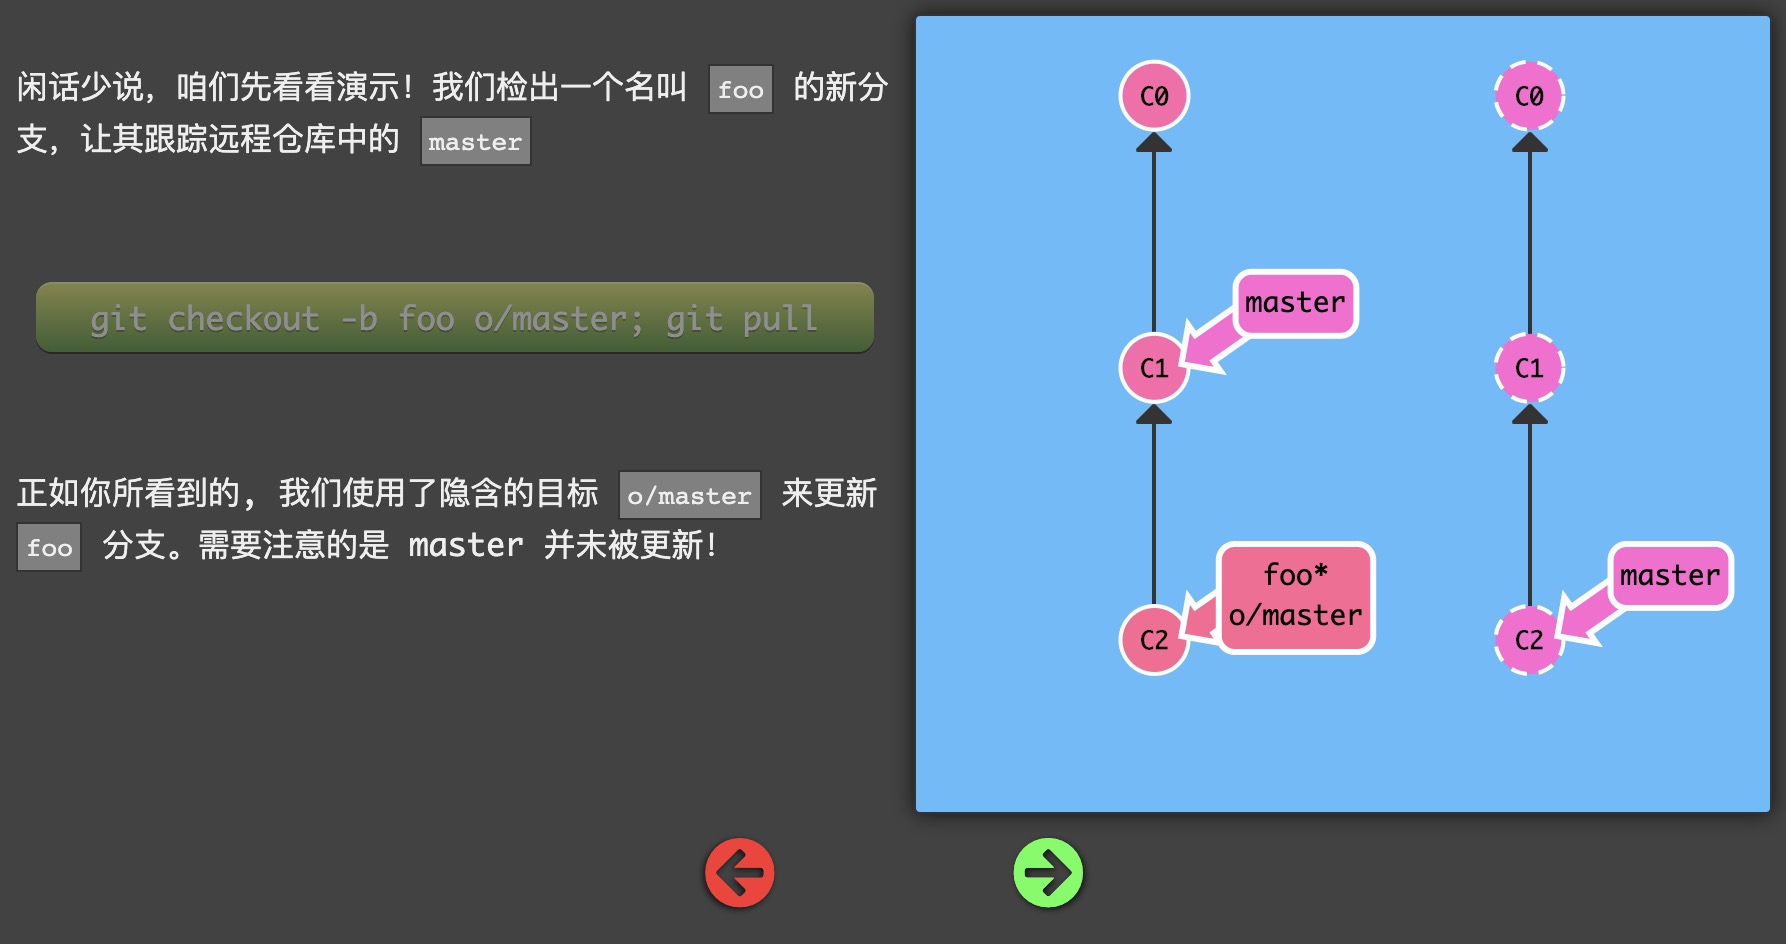 闲话少说，咱们先看看演示！我们检出一个名叫 foo 的新分
支，让其跟踪远程仓库中的 master
git checkout -b foo o/master; git pull
正如你所看到的, 我们使用了隐含的目标 o/master 来更新
foo 分支。需要注意的是 master 并未被更新！
C0
C0
master
C1
C1
foo*
o/master
master
C2
C2